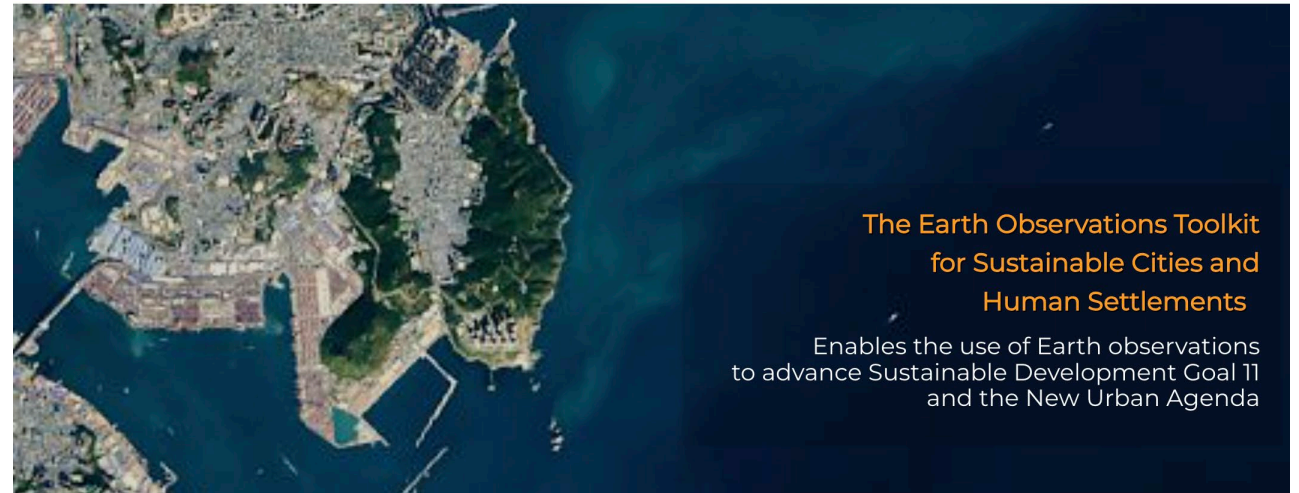 The Earth Observations Toolkit
for Sustainable Cities and
Human Settlements
Enables the use of Earth observations
to advance Sustainable Development Goal 11
and the New Urban Agenda